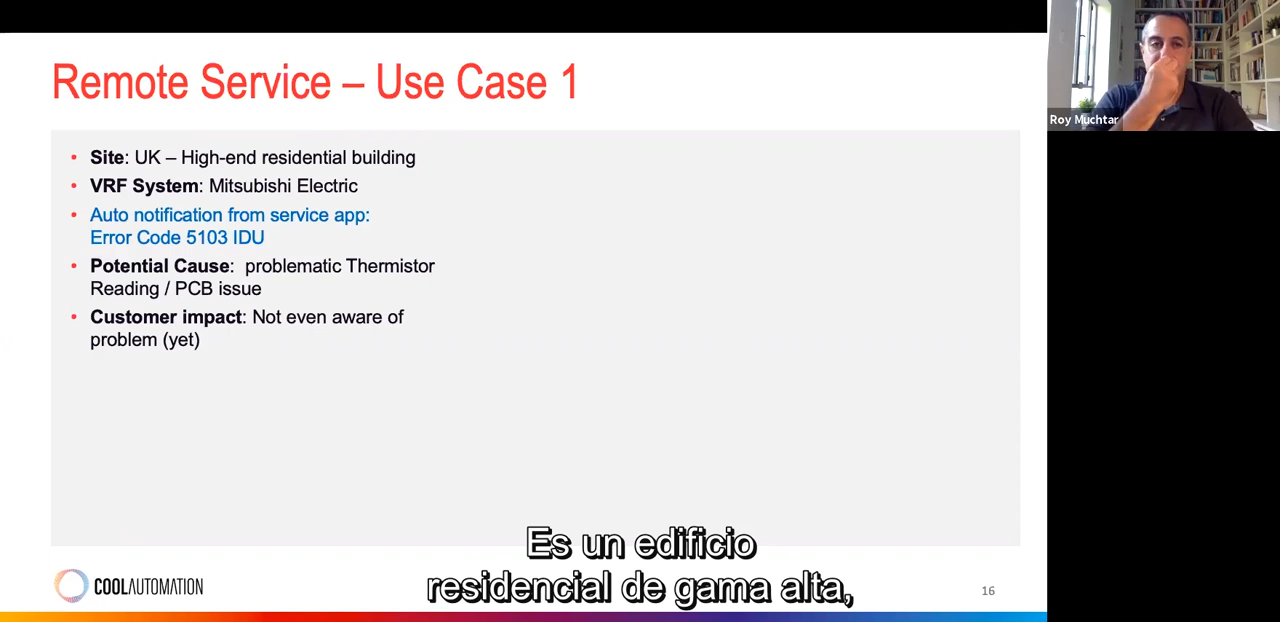 Remote Service – Use Case 1
Roy Muchtar
• Site: UK – High-end residential building
• VRF System: Mitsubishi Electric
• Auto notification from service app:
Error Code 5103 IDU
• Potential Cause: problematic Thermistor
Reading / PCB issue
• Customer impact: Not even aware of
problem (yet)
Es un edificio
residencial de gama alta,
COOLAUTOMATION
16